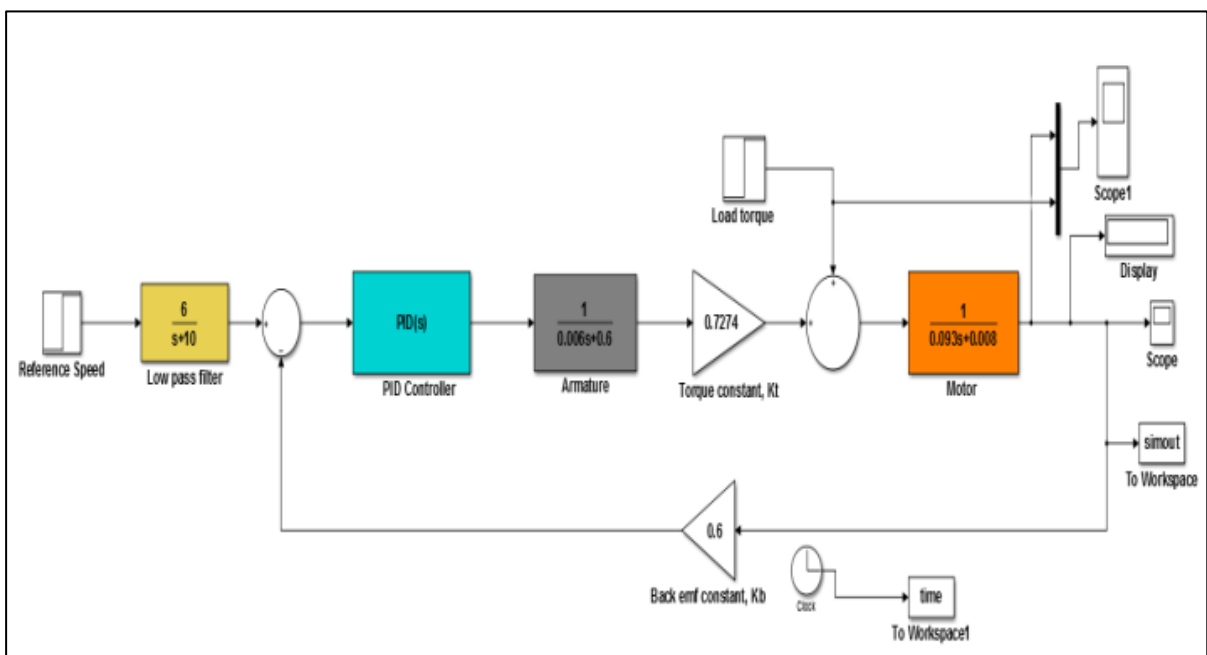 Scope1
Load torque
Display
6
s+10
PID(s)
1
0.006s+0.6
0.7274
+
+
1
0.093s+0.008
+
-
Reference Speed
Low pass filter
PID Controller
Armature
Torque constant, Kt
Motor
Scope
simout
To Workspace
0.6
Back emf constant, Kb
Clock
time
To Workspace1